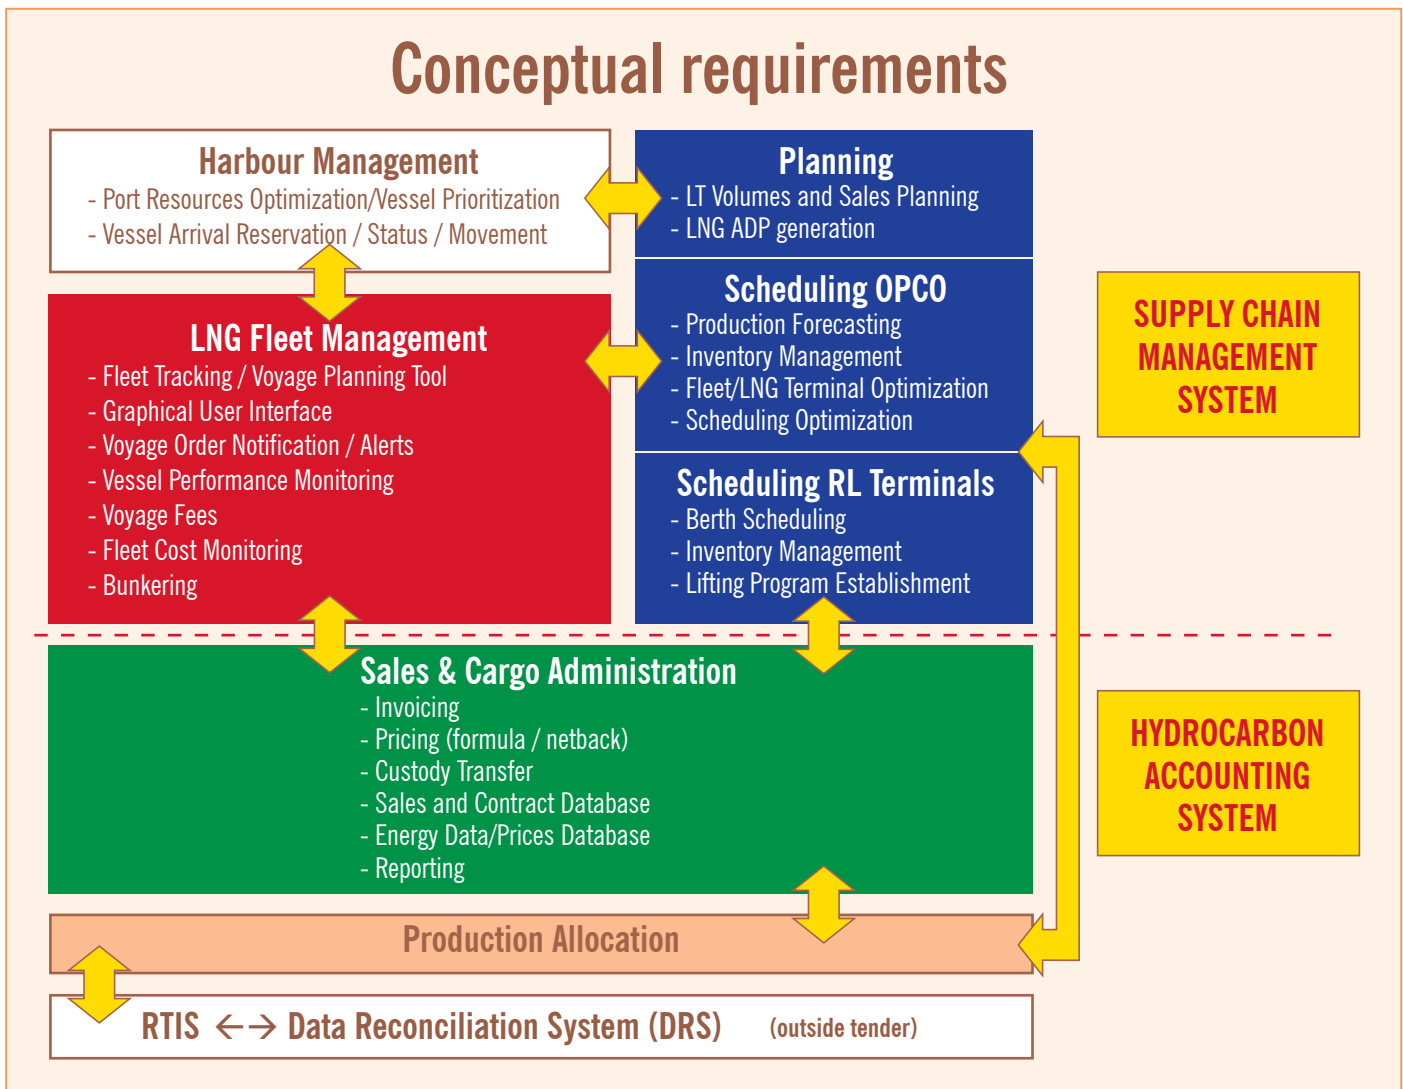 Conceptual requirements
Harbour Management
- Port Resources Optimization/Vessel Prioritization
- Vessel Arrival Reservation / Status / Movement
LNG Fleet Management
- Fleet Tracking / Voyage Planning Tool
- Graphical User Interface
- Voyage Order Notification / Alerts
- Vessel Performance Monitoring
- Voyage Fees
- Fleet Cost Monitoring
- Bunkering
Planning
- LT Volumes and Sales Planning
- LNG ADP generation
Scheduling OPCO
- Production Forecasting
- Inventory Management
- Fleet/LNG Terminal Optimization
- Scheduling Optimization
Scheduling RL Terminals
- Berth Scheduling
- Inventory Management
- Lifting Program Establishment
SUPPLY CHAIN
MANAGEMENT
SYSTEM
Sales & Cargo Administration
- Invoicing
- Pricing (formula / netback)
- Custody Transfer
- Sales and Contract Database
- Energy Data/Prices Database
- Reporting
HYDROCARBON
ACCOUNTING
SYSTEM
Production Allocation
RTIS ←→ Data Reconciliation System (DRS) (outside tender)